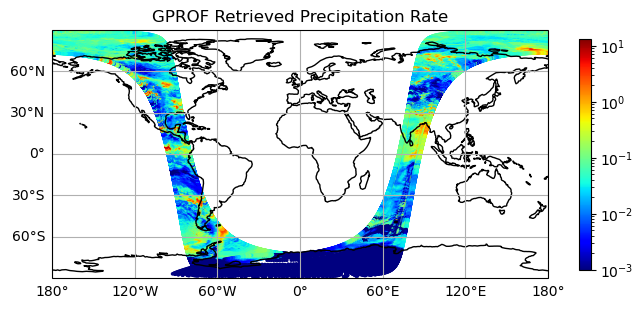 GPROF Retrieved Precipitation Rate
60°N
30°N
0°
30°S
60°S
180° 120°W 60°W 0° 60°E 120°E 180°
10¹
10⁰
10⁻¹
10⁻²
10⁻³